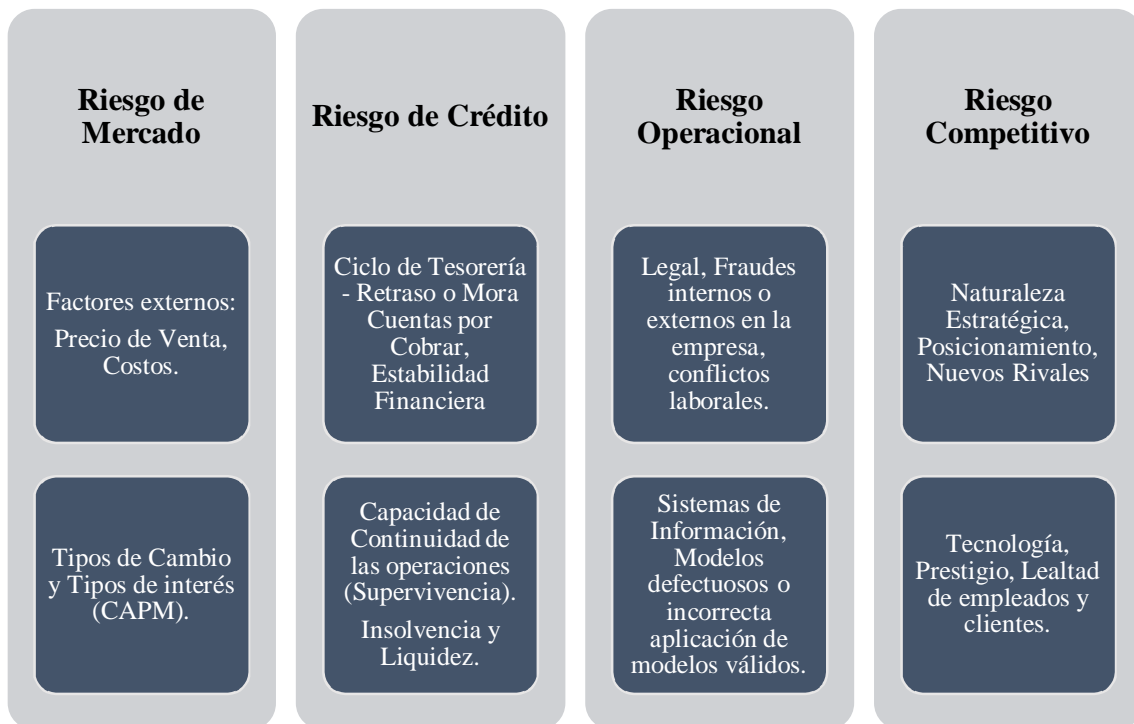 Riesgo de
Mercado
Factores externos:
Precio de Venta,
Costos.
Tipos de Cambio
y Tipos de interés
(CAPM).
Riesgo de Crédito
Ciclo de Tesorería
- Retraso o Mora
Cuentas por
Cobrar,
Estabilidad
Financiera
Capacidad de
Continuidad de
las operaciones
(Supervivencia).
Insolvencia y
Liquidez.
Riesgo
Operacional
Legal, Fraudes
internos o
externos en la
empresa,
conflictos
laborales.
Sistemas de
Información,
Modelos
defectuosos o
incorrecta
aplicación de
modelos válidos.
Riesgo
Competitivo
Naturaleza
Estratégica,
Posicionamiento,
Nuevos Rivales
Tecnología,
Prestigio, Lealtad
de empleados y
clientes.